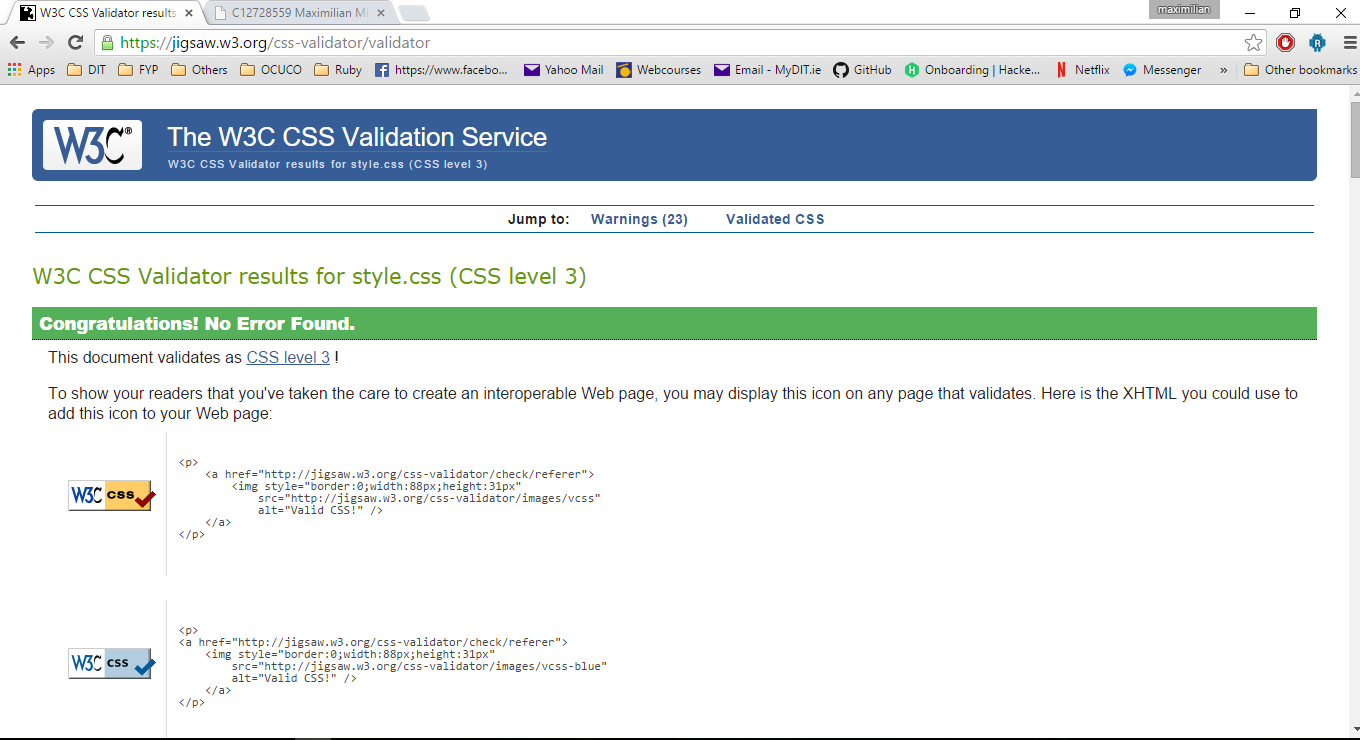 W3C CSS Validator results
C12728559 Maximilian Mi
maximilian
https://jigsaw.w3.org/css-validator/validator
Apps DIT FYP Others OCUCO Ruby https://www.facebo... Yahoo Mail Webcourses Email - MyDIT.ie GitHub Onboarding | Hacke... Netflix Messenger » Other bookmarks
W3C®
The W3C CSS Validation Service
W3C CSS Validator results for style.css (CSS level 3)
Jump to: Warnings (23) Validated CSS
W3C CSS Validator results for style.css (CSS level 3)
Congratulations! No Error Found.
This document validates as CSS level 3 !
To show your readers that you've taken the care to create an interoperable Web page, you may display this icon on any page that validates. Here is the XHTML you could use to
add this icon to your Web page:
W3C css
<p>
<a href="http://jigsaw.w3.org/css-validator/check/referer">
<img style="border:0;width:88px;height:31px"
src="http://jigsaw.w3.org/css-validator/images/vcss"
alt="Valid CSS!" />
</a>
</p>
W3C css
<p>
<a href="http://jigsaw.w3.org/css-validator/check/referer">
<img style="border:0;width:88px;height:31px"
src="http://jigsaw.w3.org/css-validator/images/vcss-blue"
alt="Valid CSS!" />
</a>
</p>